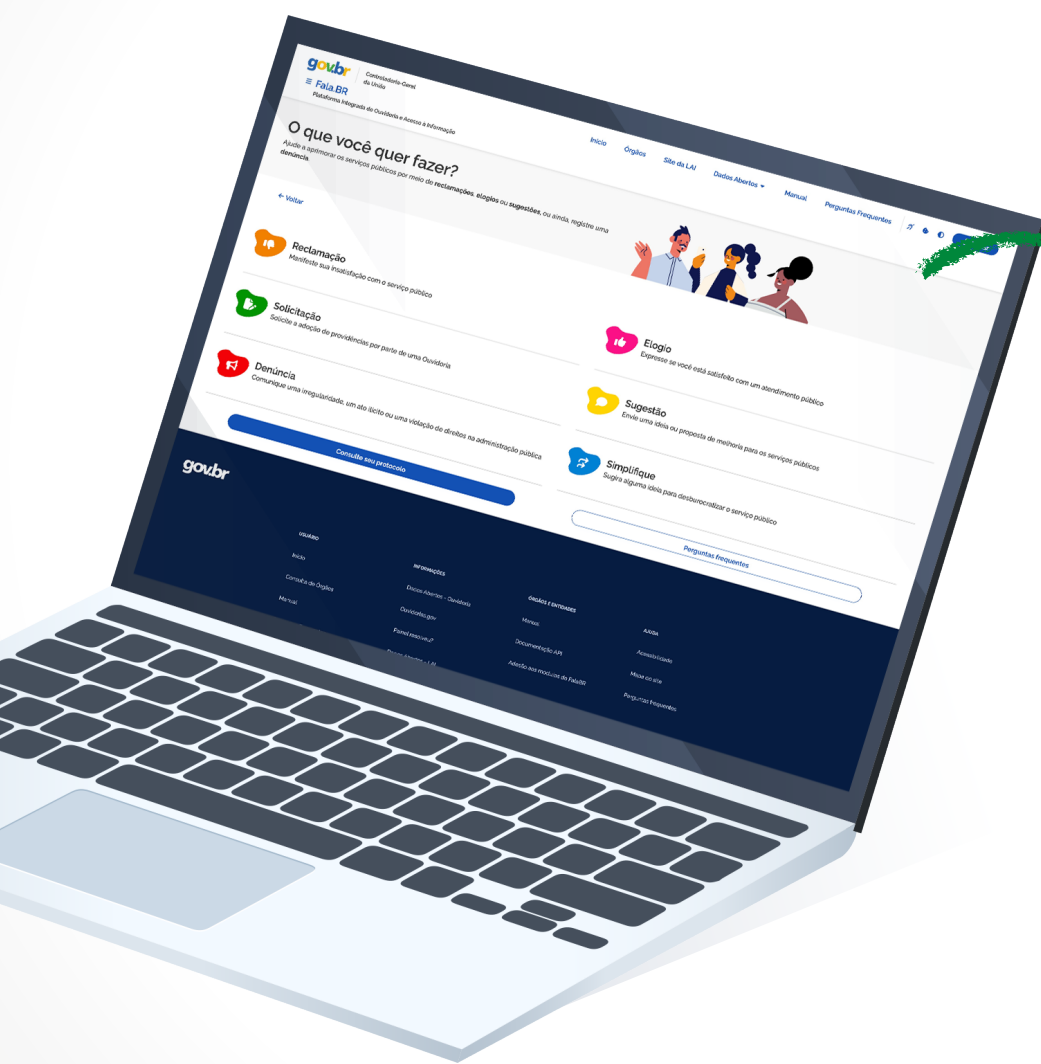 gov.br
Controladoria-Geral
da União
Fala.BR
Plataforma Integrada de Ouvidoria e Acesso à Informação
Início
Órgãos
Site da LAI
Dados Abertos
Manual
Perguntas Frequentes
O que você quer fazer?
Ajude a aprimorar os serviços públicos por meio de reclamações, elogios ou sugestões, ou ainda, registre uma
denúncia.
← Voltar
Reclamação
Manifeste sua insatisfação com o serviço público
Elogio
Expresse se você está satisfeito com um atendimento público
Solicitação
Solicite a adoção de providências por parte de uma Ouvidoria
Sugestão
Envie uma ideia ou proposta de melhoria para os serviços públicos
Denúncia
Comunique uma irregularidade, um ato ilícito ou uma violação de direitos na administração pública
Simplifique
Sugira alguma ideia para desburocratizar o serviço público
Consulte seu protocolo
Perguntas frequentes
gov.br
USUÁRIO
Início
Consulta de Órgãos
Manual
INFORMAÇÕES
Dados Abertos - Ouvidoria
Ouvidorias.gov
Painel resolveu?
ÓRGÃOS E ENTIDADES
Manual
Documentação API
Adesão aos módulos do FalaBR
AJUDA
Acessibilidade
Mapa do site
Perguntas frequentes